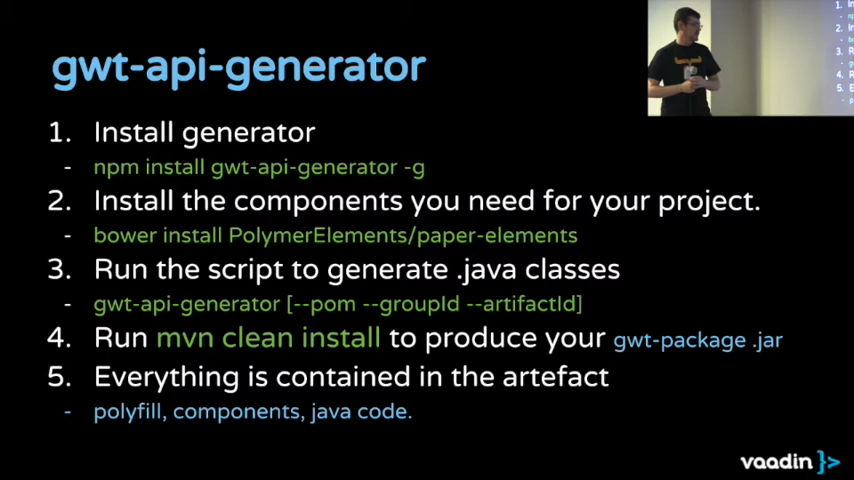 gwt-api-generator
1. Install generator
- npm install gwt-api-generator -g
2. Install the components you need for your project.
- bower install PolymerElements/paper-elements
3. Run the script to generate .java classes
- gwt-api-generator [--pom --groupId --artifactId]
4. Run mvn clean install to produce your gwt-package .jar
5. Everything is contained in the artefact
- polyfill, components, java code.
vaadin }>